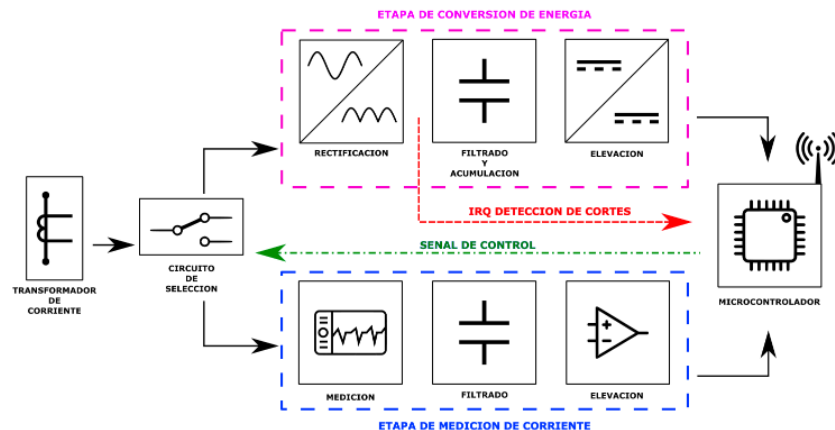 ETAPA DE CONVERSION DE ENERGIA
RECTIFICACION
FILTRADO
Y
ACUMULACION
ELEVACION
IRQ DETECCION DE CORTES
SENAL DE CONTROL
TRANSFORMADOR
DE
CORRIENTE
CIRCUITO
DE
SELECCION
MICROCONTROLADOR
MEDICION
FILTRADO
ELEVACION
ETAPA DE MEDICION DE CORRIENTE